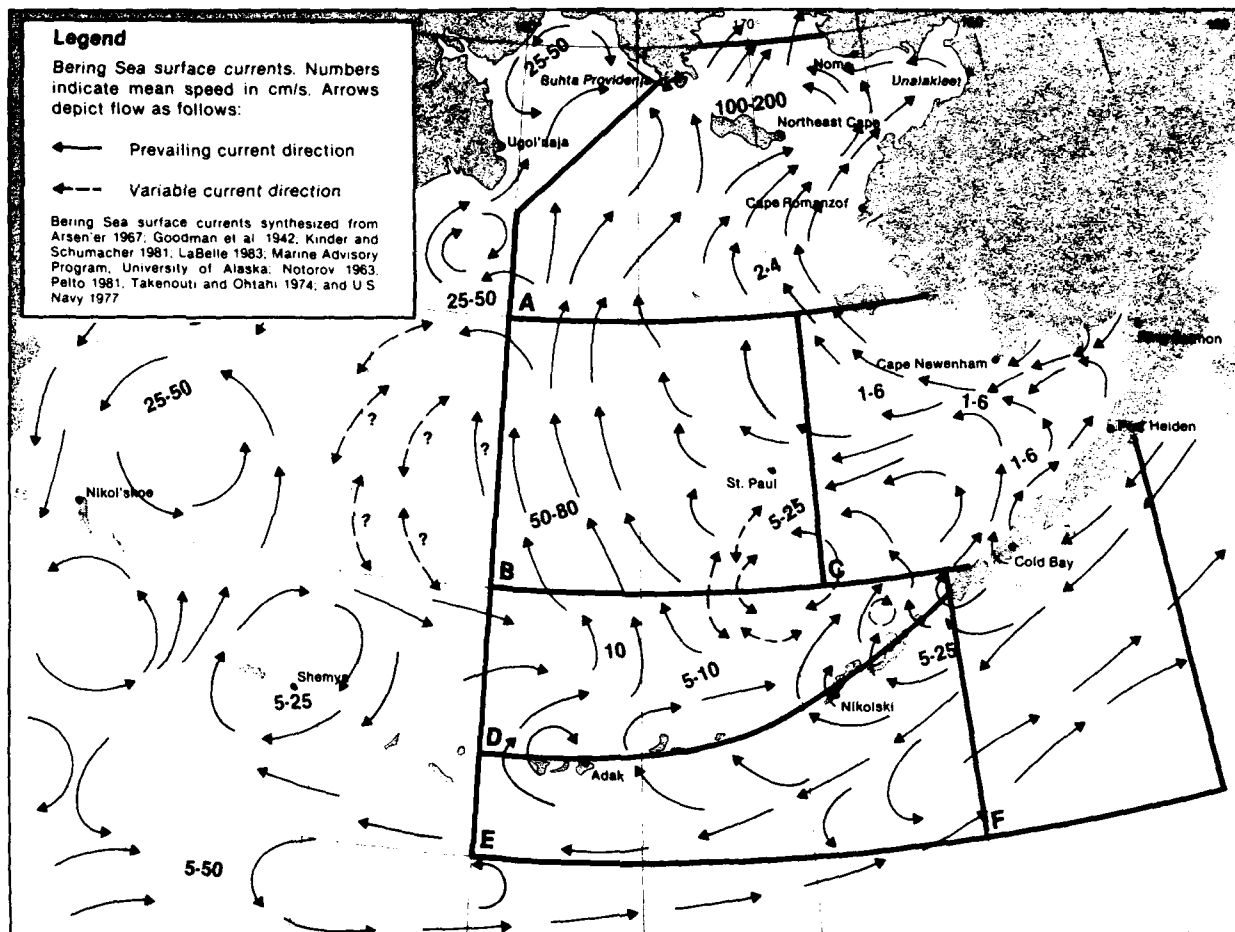 Legend
Bering Sea surface currents. Numbers
indicate mean speed in cm/s. Arrows
depict flow as follows:
Prevailing current direction
Variable current direction
Bering Sea surface currents synthesized from
Arsen'er 1967; Goodman et al 1942, Kinder and
Schumacher 1981; LaBelle 1983; Marine Advisory
Program, University of Alaska; Notorov 1963,
Pelto 1981, Takenouti and Ohtahi 1974; and U S
Navy 1977
170
25-50
Buhta Providenija
Nome
Unalakleet
100-200
Northeast Cape
Ugol'naja
Cape Romanzof
2-4
25-50
A
Cape Newenham
25-50
1-6
1-6
?
?
?
Heiden
1-6
St. Paul
Nikol'skoe
50-80
5-25
?
?
B
C
Cold Bay
10
5-10
5-25
Shemya
5-25
Nikolski
D
Adak
E
F
5-50